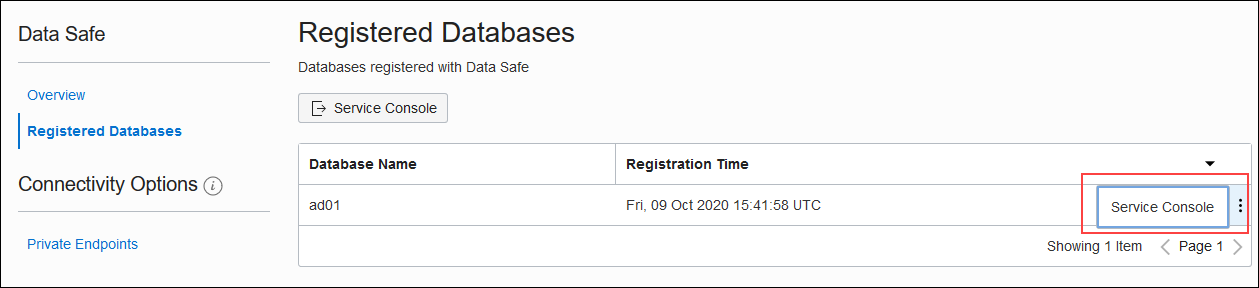 Data Safe
Overview
Registered Databases
Connectivity Options
Private Endpoints
Registered Databases
Databases registered with Data Safe
Service Console
Database Name Registration Time
ad01 Fri, 09 Oct 2020 15:41:58 UTC Service Console
Showing 1 Item Page 1